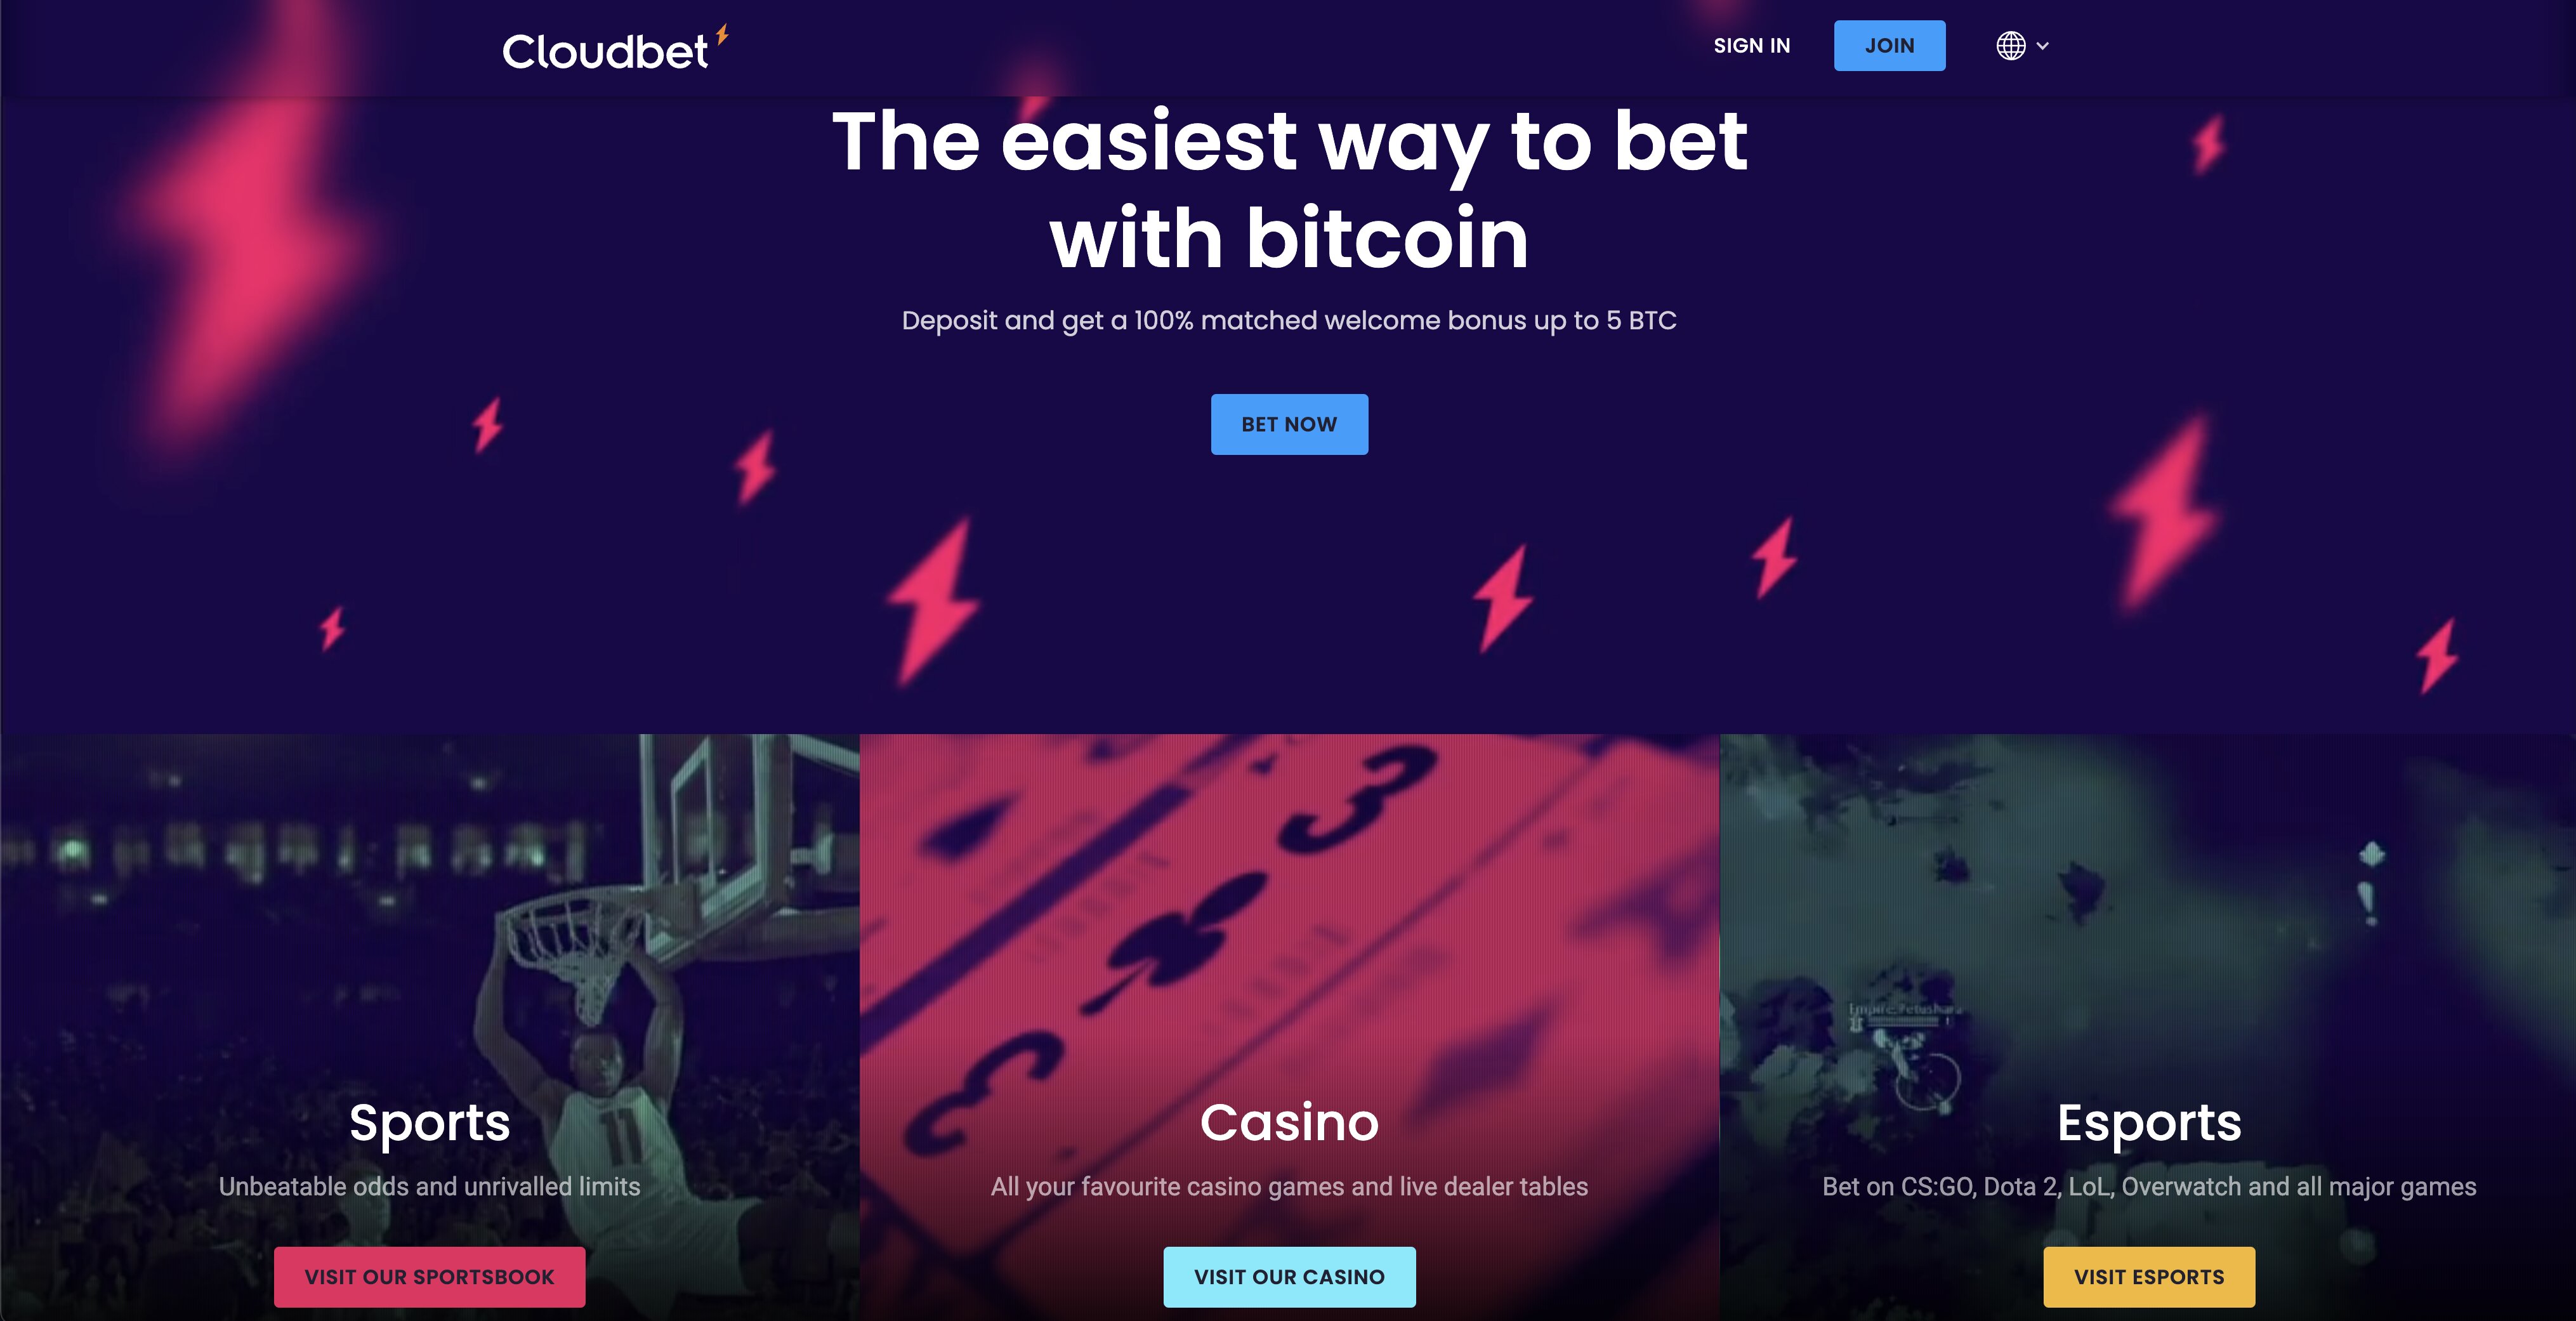 Cloudbet
SIGN IN
JOIN
The easiest way to bet
with bitcoin
Deposit and get a 100% matched welcome bonus up to 5 BTC
BET NOW
3
3
11
Sports
Unbeatable odds and unrivalled limits
VISIT OUR SPORTSBOOK
Casino
All your favourite casino games and live dealer tables
VISIT OUR CASINO
Esports
Bet on CS:GO, Dota 2, LoL, Overwatch and all major games
VISIT ESPORTS